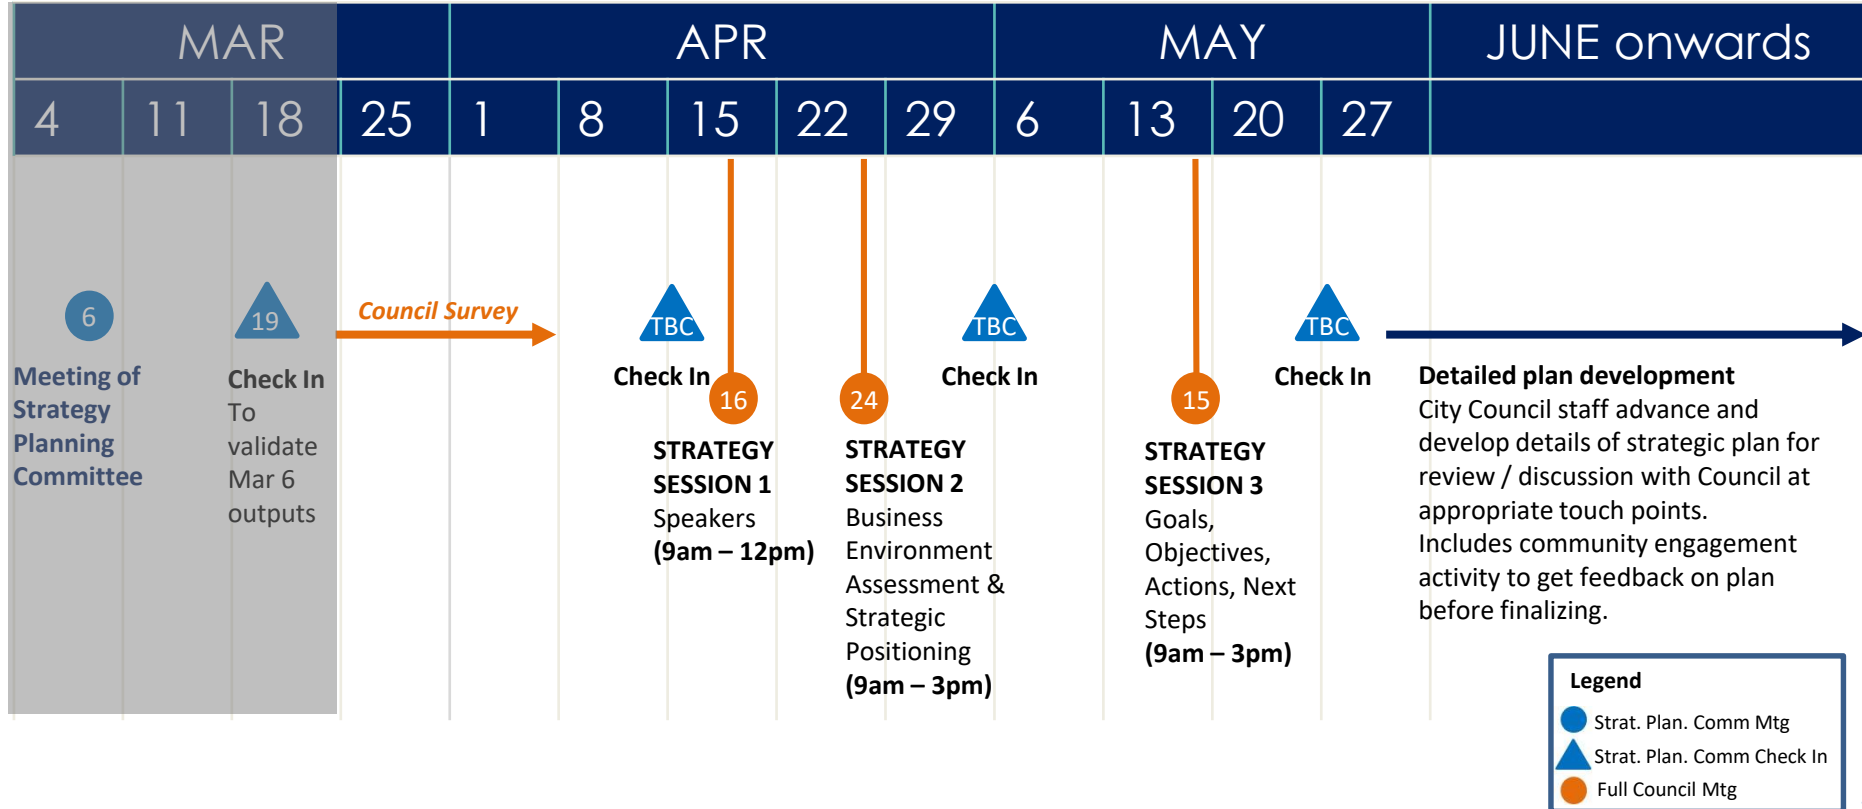 MAR
APR
MAY
JUNE onwards
4
11
18
25
1
8
15
22
29
6
13
20
27
6
Meeting of
Strategy
Planning
Committee
19
Check In
To
validate
Mar 6
outputs
Council Survey
TBC
Check In
16
STRATEGY
SESSION 1
Speakers
(9am – 12pm)
24
STRATEGY
SESSION 2
Business
Environment
Assessment &
Strategic
Positioning
(9am – 3pm)
TBC
Check In
15
STRATEGY
SESSION 3
Goals,
Objectives,
Actions, Next
Steps
(9am – 3pm)
TBC
Check In
Detailed plan development
City Council staff advance and
develop details of strategic plan for
review / discussion with Council at
appropriate touch points.
Includes community engagement
activity to get feedback on plan
before finalizing.
Legend
Strat. Plan. Comm Mtg
Strat. Plan. Comm Check In
Full Council Mtg